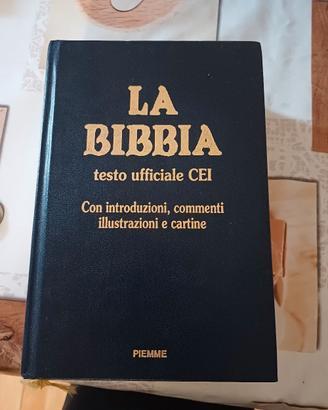 LA
BIBBIA
testo ufficiale CEI
Con introduzioni, commenti
illustrazioni e cartine
PIEMME